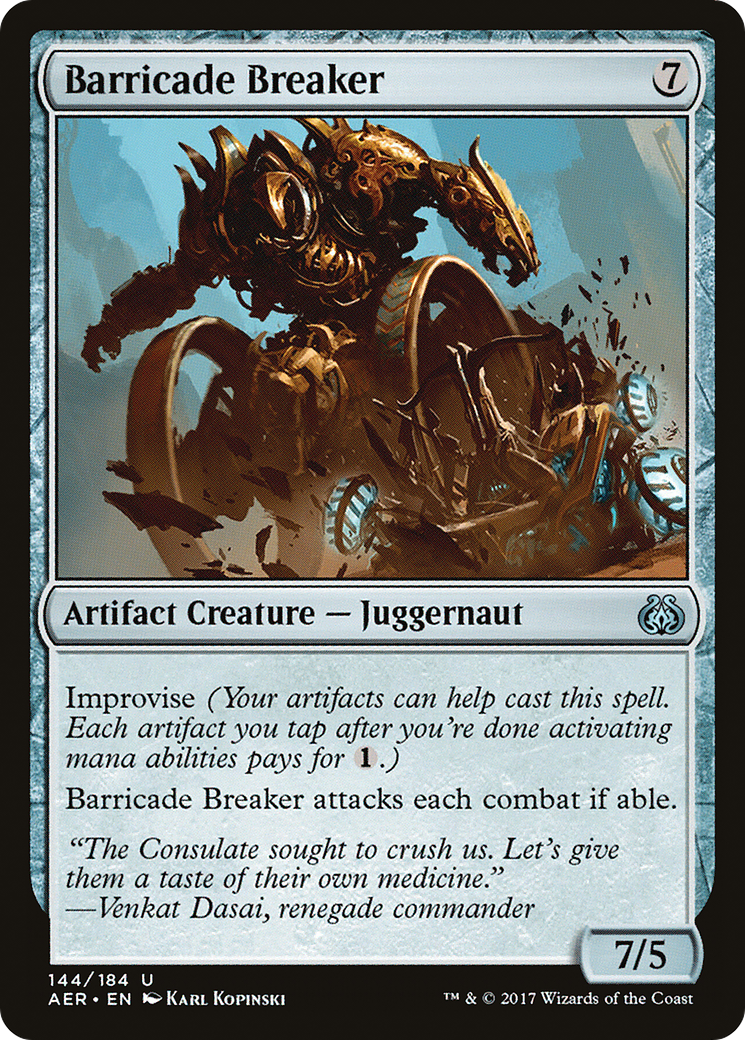 Barricade Breaker 7
Artifact Creature — Juggernaut
Improvise (Your artifacts can help cast this spell.
Each artifact you tap after you're done activating
mana abilities pays for 1.)
Barricade Breaker attacks each combat if able.
“The Consulate sought to crush us. Let's give
them a taste of their own medicine.”
—Venkat Dasai, renegade commander
7/5
144/184 U
AER • EN Karl Kopinski ™ & © 2017 Wizards of the Coast